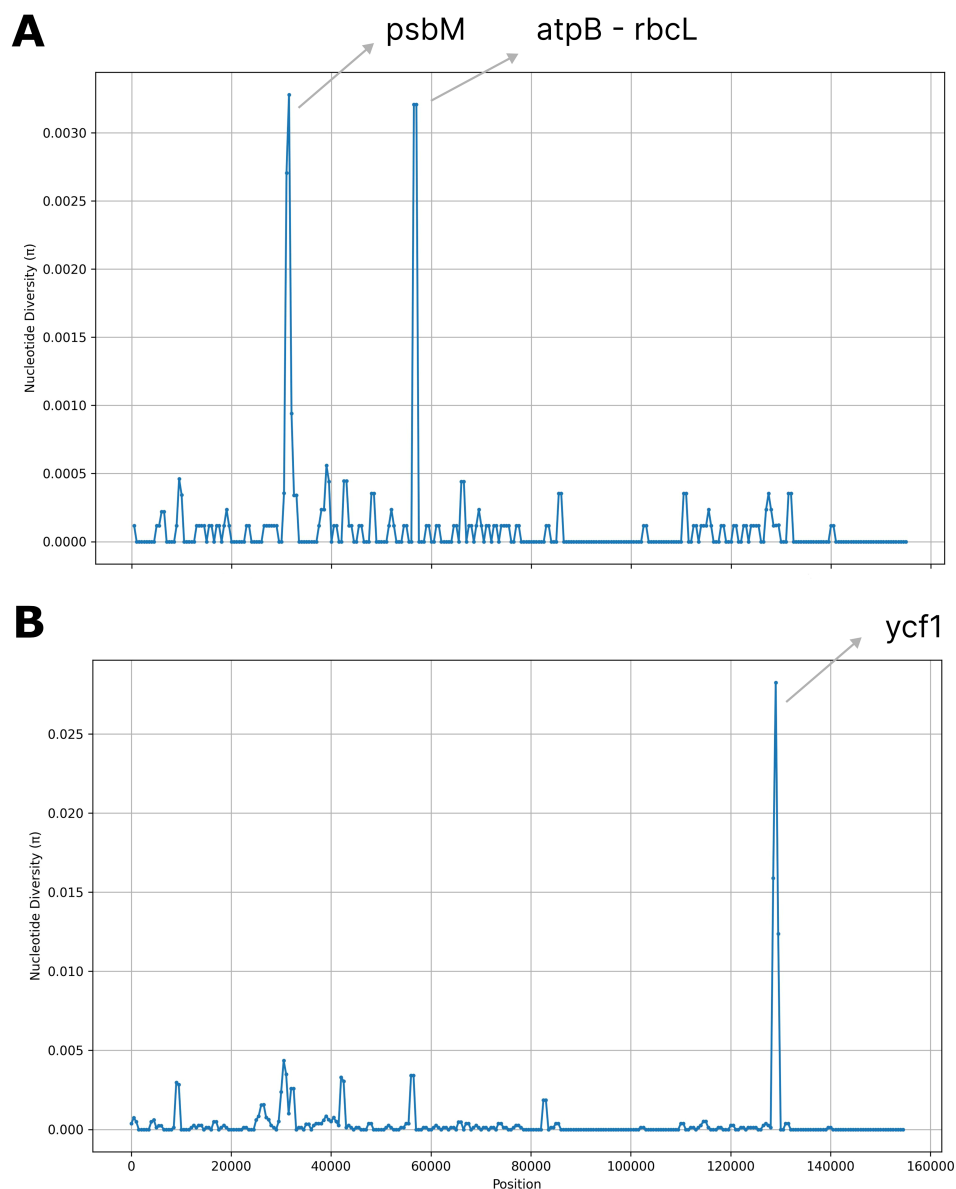 A
psbM
atpB - rbcL
0.0030
0.0025
0.0020
0.0015
0.0010
0.0005
0.0000
Nucleotide Diversity (π)
B
ycf1
0.025
0.020
0.015
0.010
0.005
0.000
Nucleotide Diversity (π)
0 20000 40000 60000 80000 100000 120000 140000 160000
Position